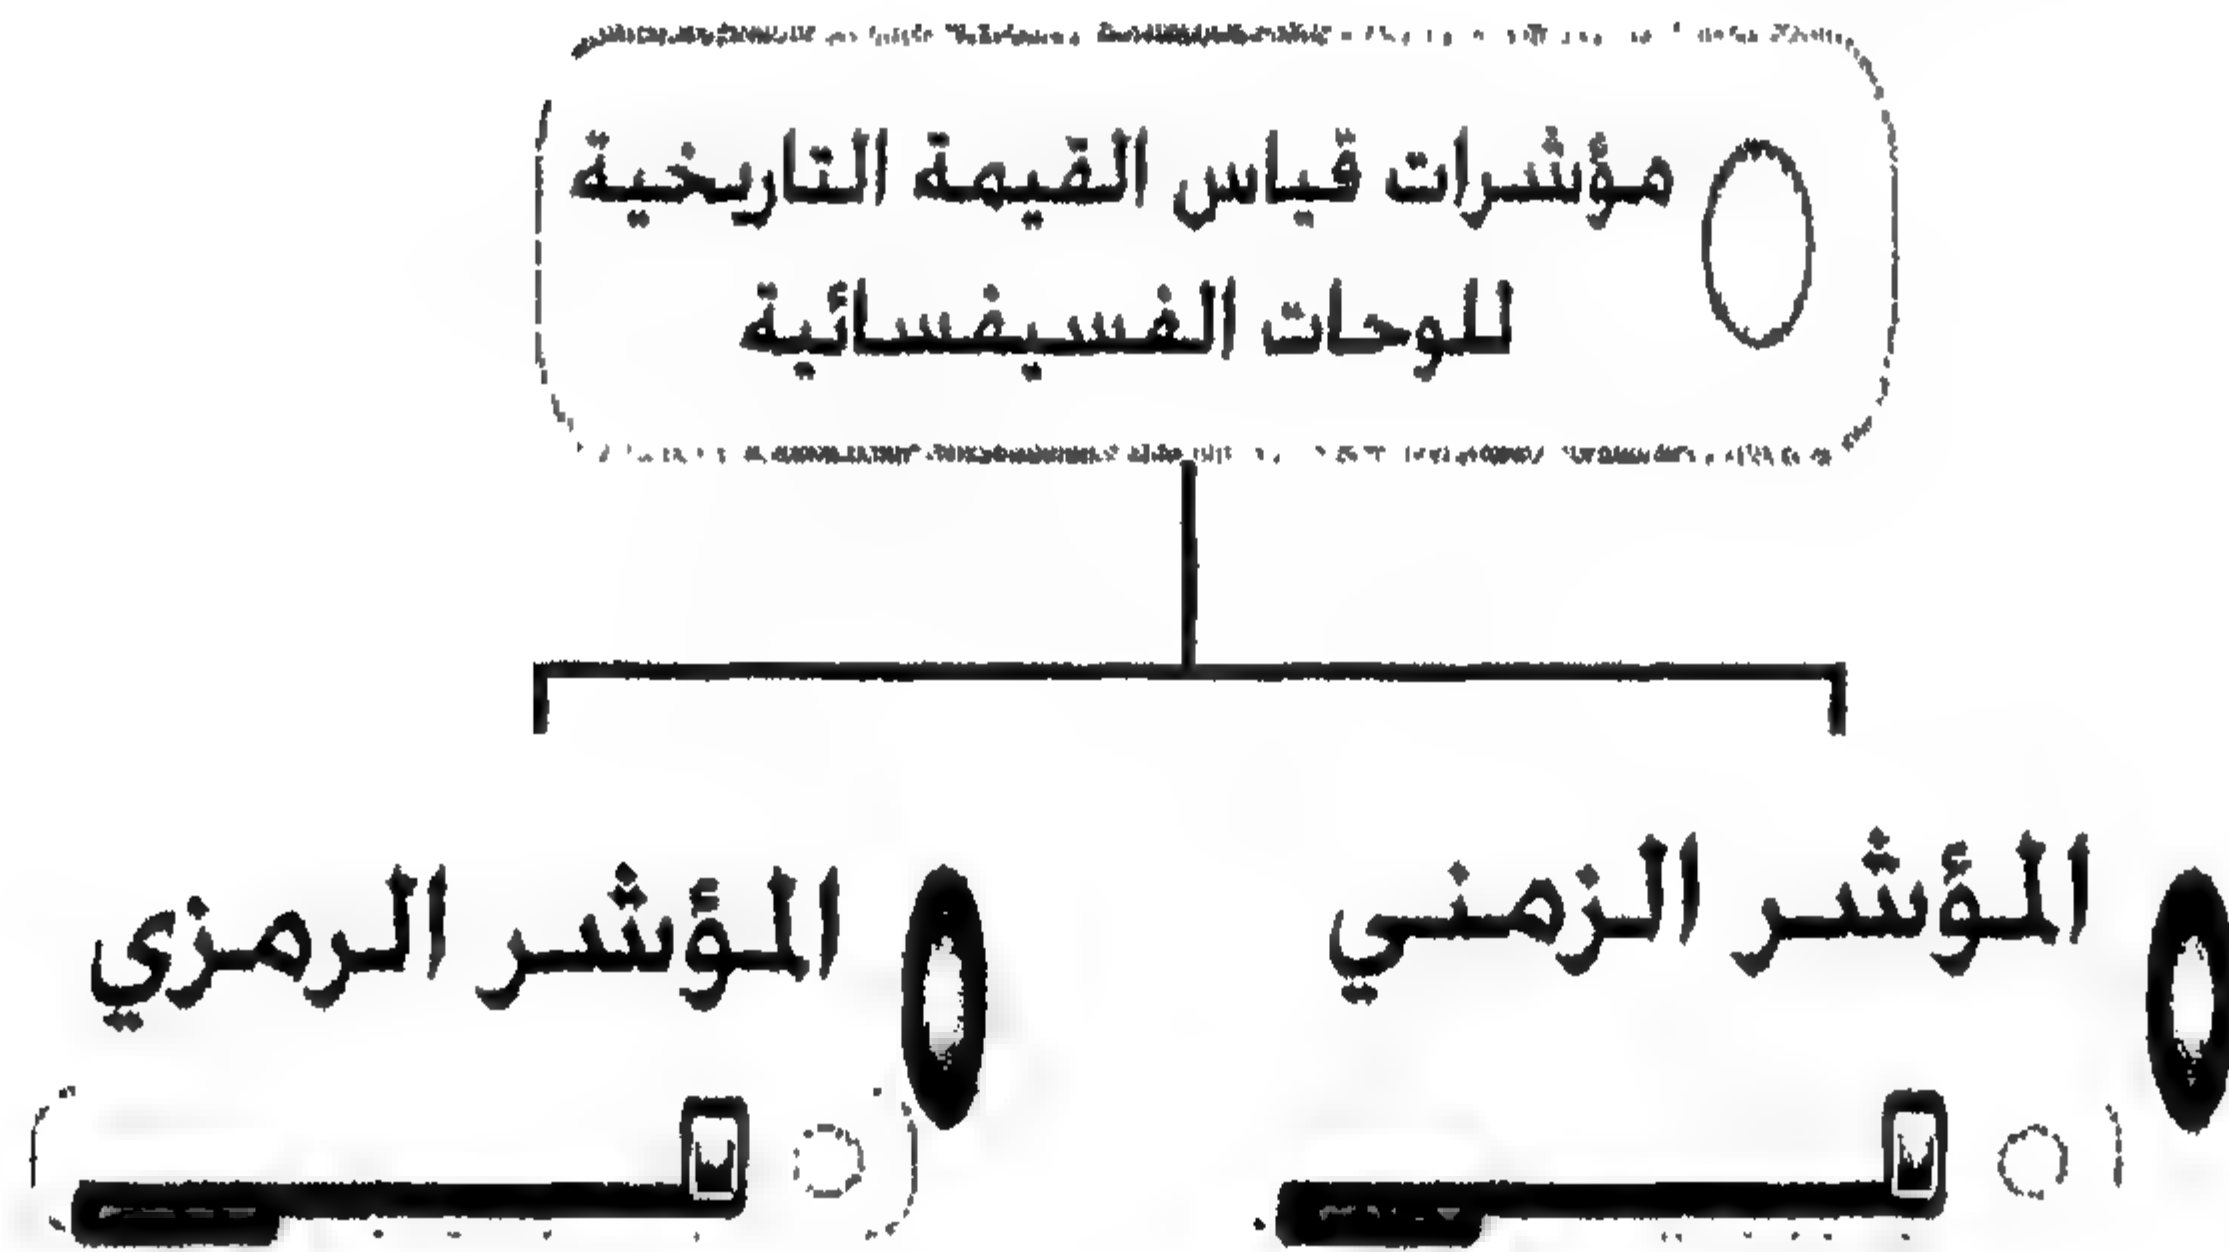 مؤشرات قياس القيمة التاريخية
للوحات الفسيفسائية
المؤشر الزمني
المؤشر الرمزي